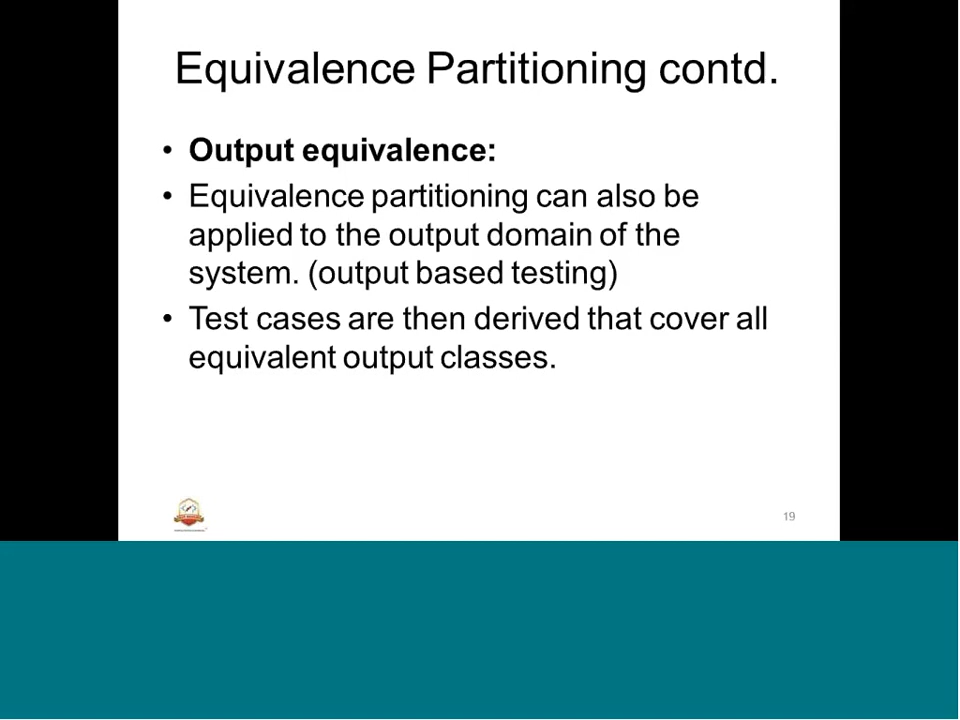 Equivalence Partitioning contd.
• Output equivalence:
• Equivalence partitioning can also be
applied to the output domain of the
system. (output based testing)
• Test cases are then derived that cover all
equivalent output classes.
19